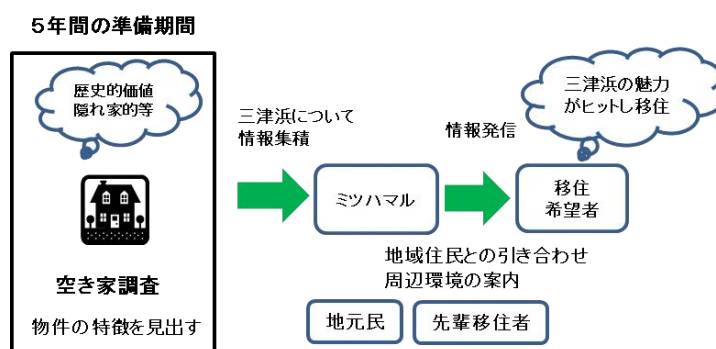 ５年間の準備期間
歴史的価値
隠れ家的等
空き家調査
物件の特徴を見出す
三津浜について
情報集積
ミツハマル
情報発信
三津浜の魅力
がヒットし移住
移住
希望者
地域住民との引き合わせ
周辺環境の案内
地元民
先輩移住者